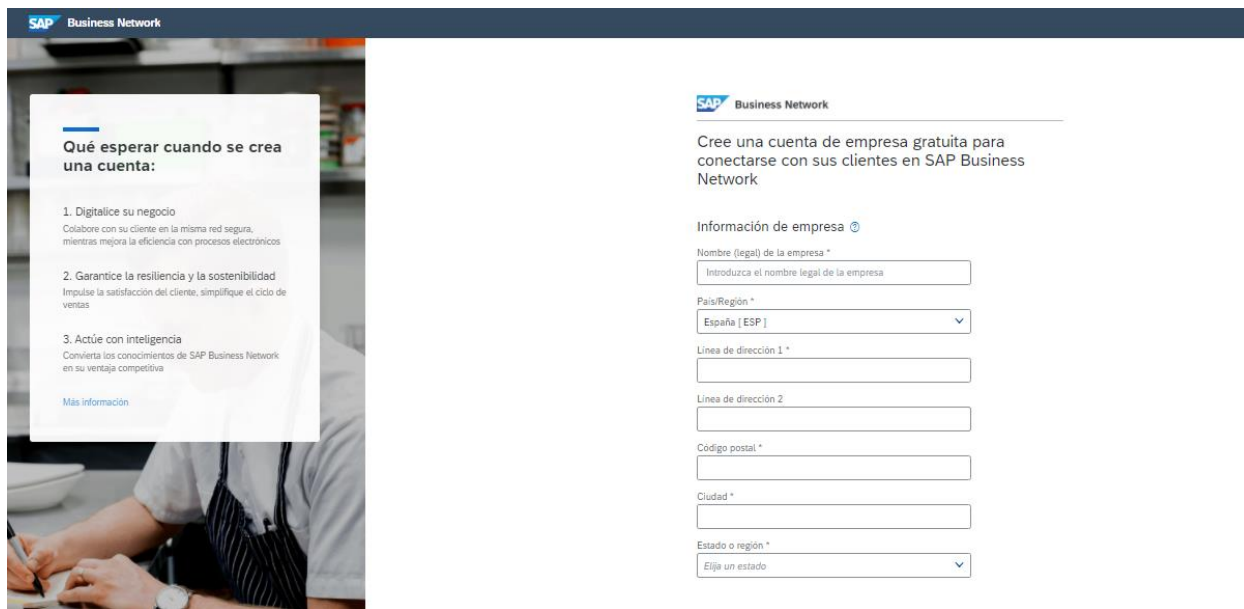 SAP Business Network
Qué esperar cuando se crea
una cuenta:
1. Digitalice su negocio
Colabore con su cliente en la misma red segura,
mientras mejora la eficiencia con procesos electrónicos
2. Garantice la resiliencia y la sostenibilidad
Impulse la satisfacción del cliente, simplifique el ciclo de
ventas
3. Actúe con inteligencia
Convierta los conocimientos de SAP Business Network
en su ventaja competitiva
Más información
SAP Business Network
Cree una cuenta de empresa gratuita para
conectarse con sus clientes en SAP Business
Network
Información de empresa ?
Nombre (legal) de la empresa *
Introduzca el nombre legal de la empresa
País/Región *
España [ ESP ]
Línea de dirección 1 *
Línea de dirección 2
Código postal *
Ciudad *
Estado o región *
Elija un estado